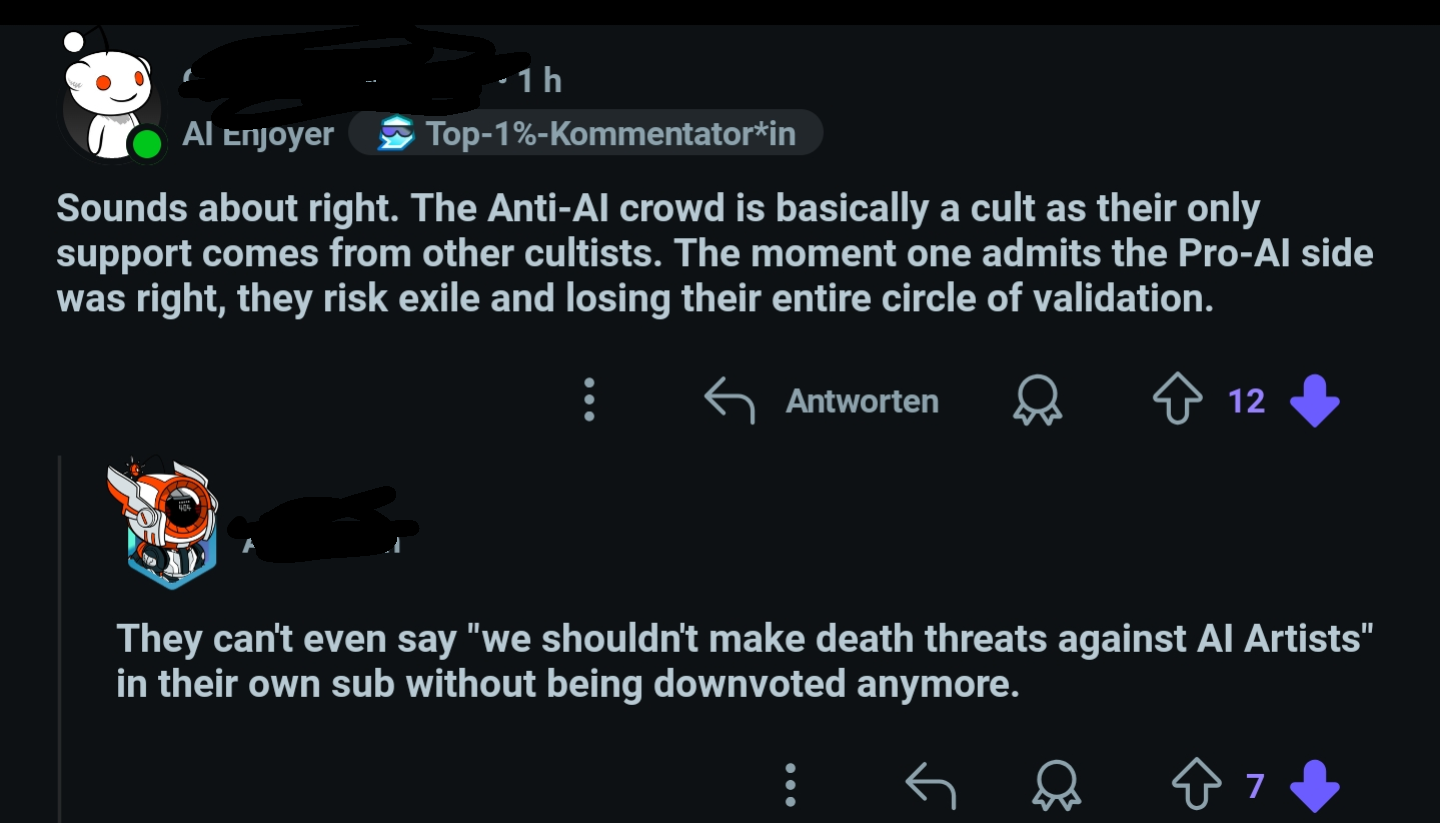 • 1 h
AI Enjoyer Top-1%-Kommentator*in
Sounds about right. The Anti-AI crowd is basically a cult as their only
support comes from other cultists. The moment one admits the Pro-AI side
was right, they risk exile and losing their entire circle of validation.
Antworten 12
404
They can't even say "we shouldn't make death threats against AI Artists"
in their own sub without being downvoted anymore.
7